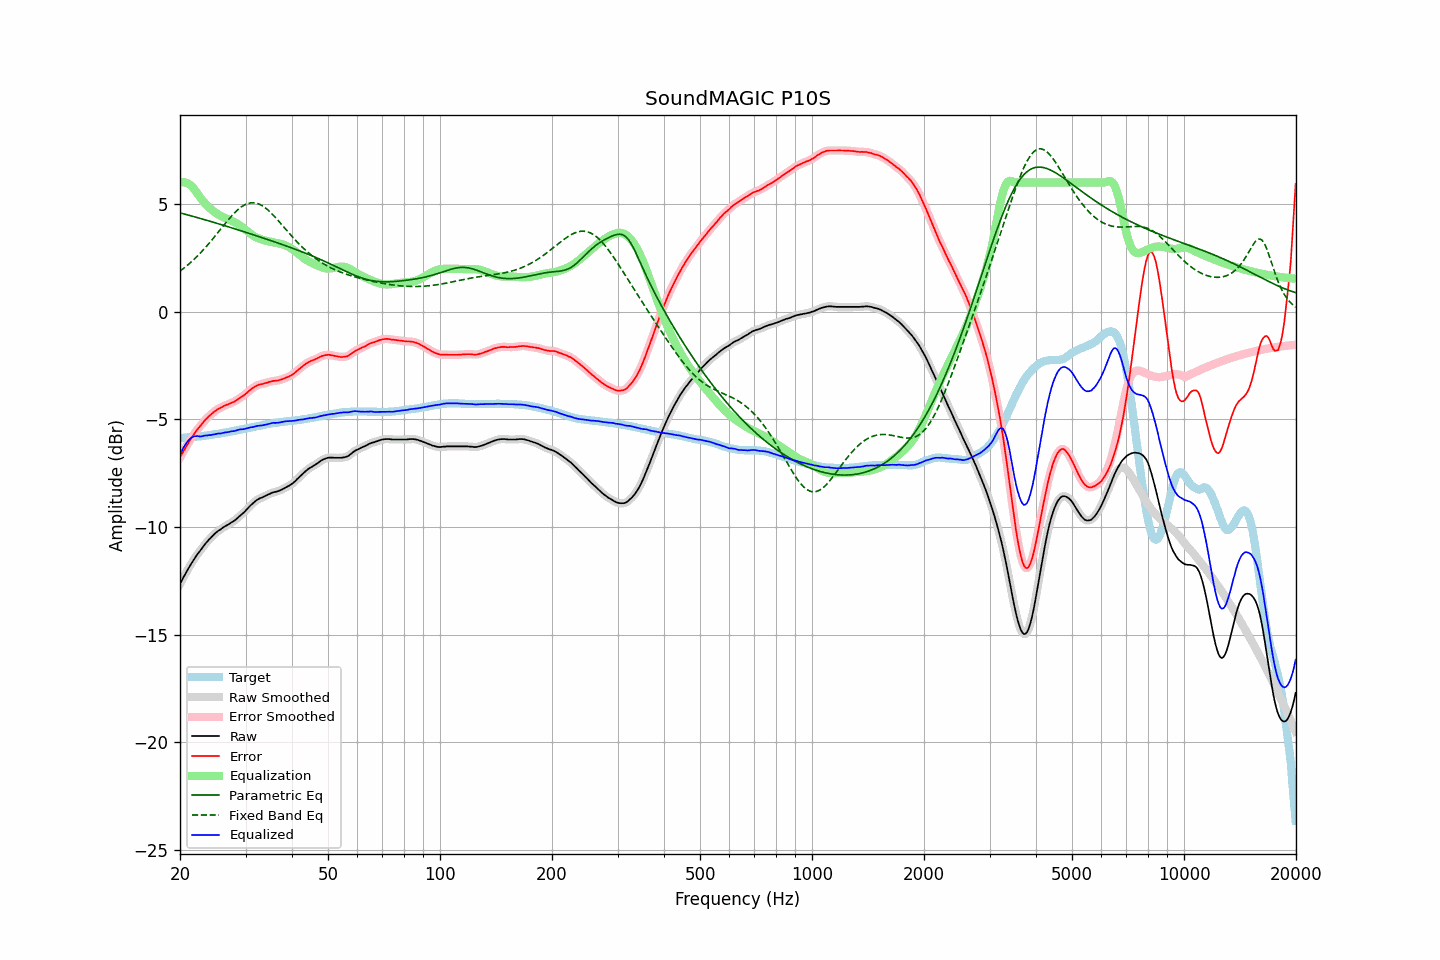 SoundMAGIC P10S
Amplitude (dBr)
5
0
−5
−10
−15
−20
−25
Target
Raw Smoothed
Error Smoothed
Raw
Error
Equalization
Parametric Eq
Fixed Band Eq
Equalized
20 50 100 200 500 1000 2000 5000 10000 20000
Frequency (Hz)